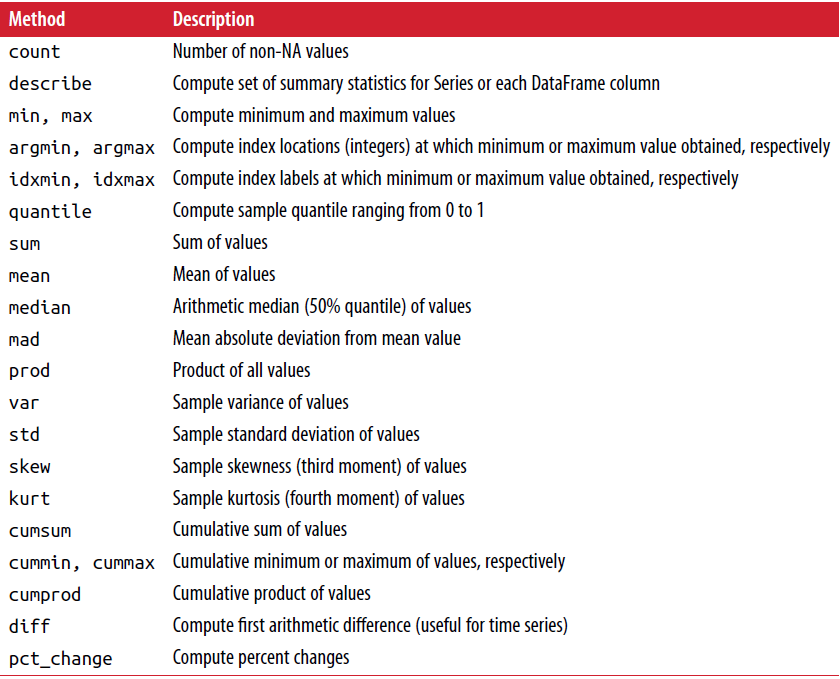 Method Description
count Number of non-NA values
describe Compute set of summary statistics for Series or each DataFrame column
min, max Compute minimum and maximum values
argmin, argmax Compute index locations (integers) at which minimum or maximum value obtained, respectively
idxmin, idxmax Compute index labels at which minimum or maximum value obtained, respectively
quantile Compute sample quantile ranging from 0 to 1
sum Sum of values
mean Mean of values
median Arithmetic median (50% quantile) of values
mad Mean absolute deviation from mean value
prod Product of all values
var Sample variance of values
std Sample standard deviation of values
skew Sample skewness (third moment) of values
kurt Sample kurtosis (fourth moment) of values
cumsum Cumulative sum of values
cummin, cummax Cumulative minimum or maximum of values, respectively
cumprod Cumulative product of values
diff Compute first arithmetic difference (useful for time series)
pct_change Compute percent changes